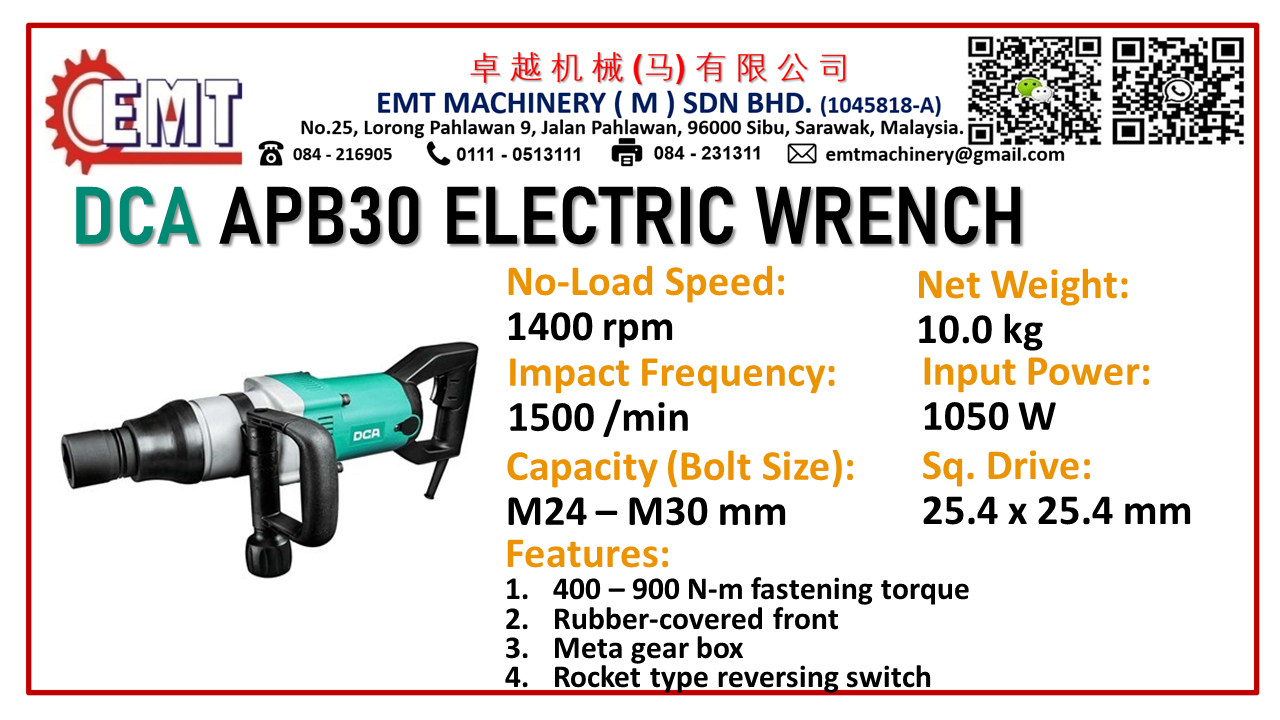 EMT
卓越机械(马)有限公司
EMT MACHINERY ( M ) SDN BHD. (1045818-A)
No.25, Lorong Pahlawan 9, Jalan Pahlawan, 96000 Sibu, Sarawak, Malaysia.
084 - 216905 0111 - 0513111 084 - 231311 emtmachinery@gmail.com
DCA APB30 ELECTRIC WRENCH
No-Load Speed: Net Weight:
1400 rpm 10.0 kg
Impact Frequency: Input Power:
1500 /min 1050 W
Capacity (Bolt Size): Sq. Drive:
M24 – M30 mm 25.4 x 25.4 mm
DCA
Features:
1. 400 – 900 N-m fastening torque
2. Rubber-covered front
3. Meta gear box
4. Rocket type reversing switch